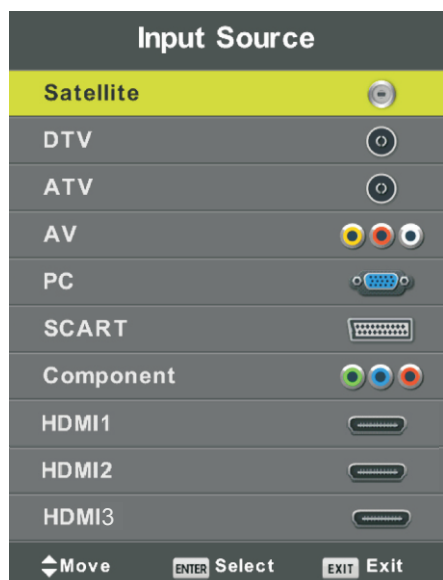 Input Source
Satellite
DTV
ATV
AV
PC
SCART
Component
HDMI1
HDMI2
HDMI3
Move ENTER Select EXIT Exit